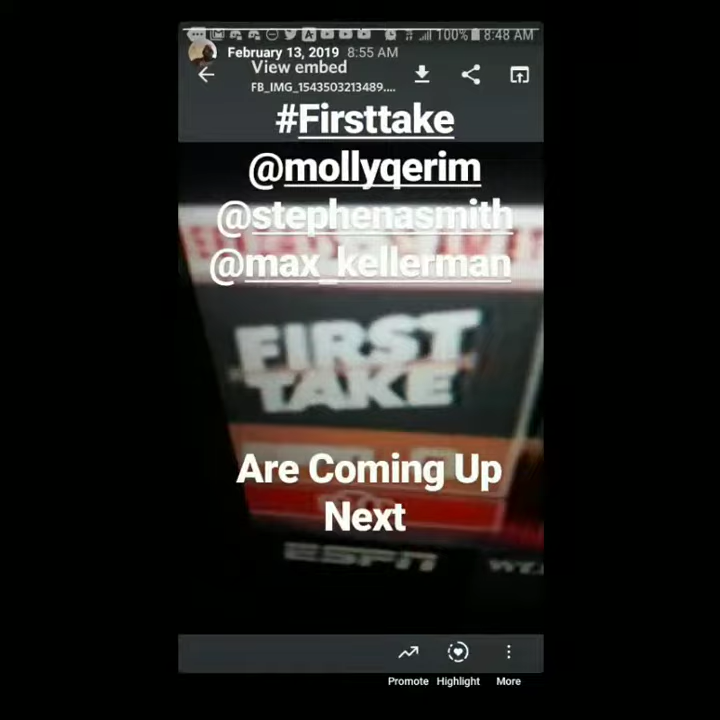 100% 8:48 AM
February 13, 2019 8:55 AM
View embed
FB_IMG_1543503213489....
#Firsttake
@mollyqerim
@stephenasmith
@max_kellerman
FIRST
TAKE
Are Coming Up
Next
ESPN
Promote Highlight More